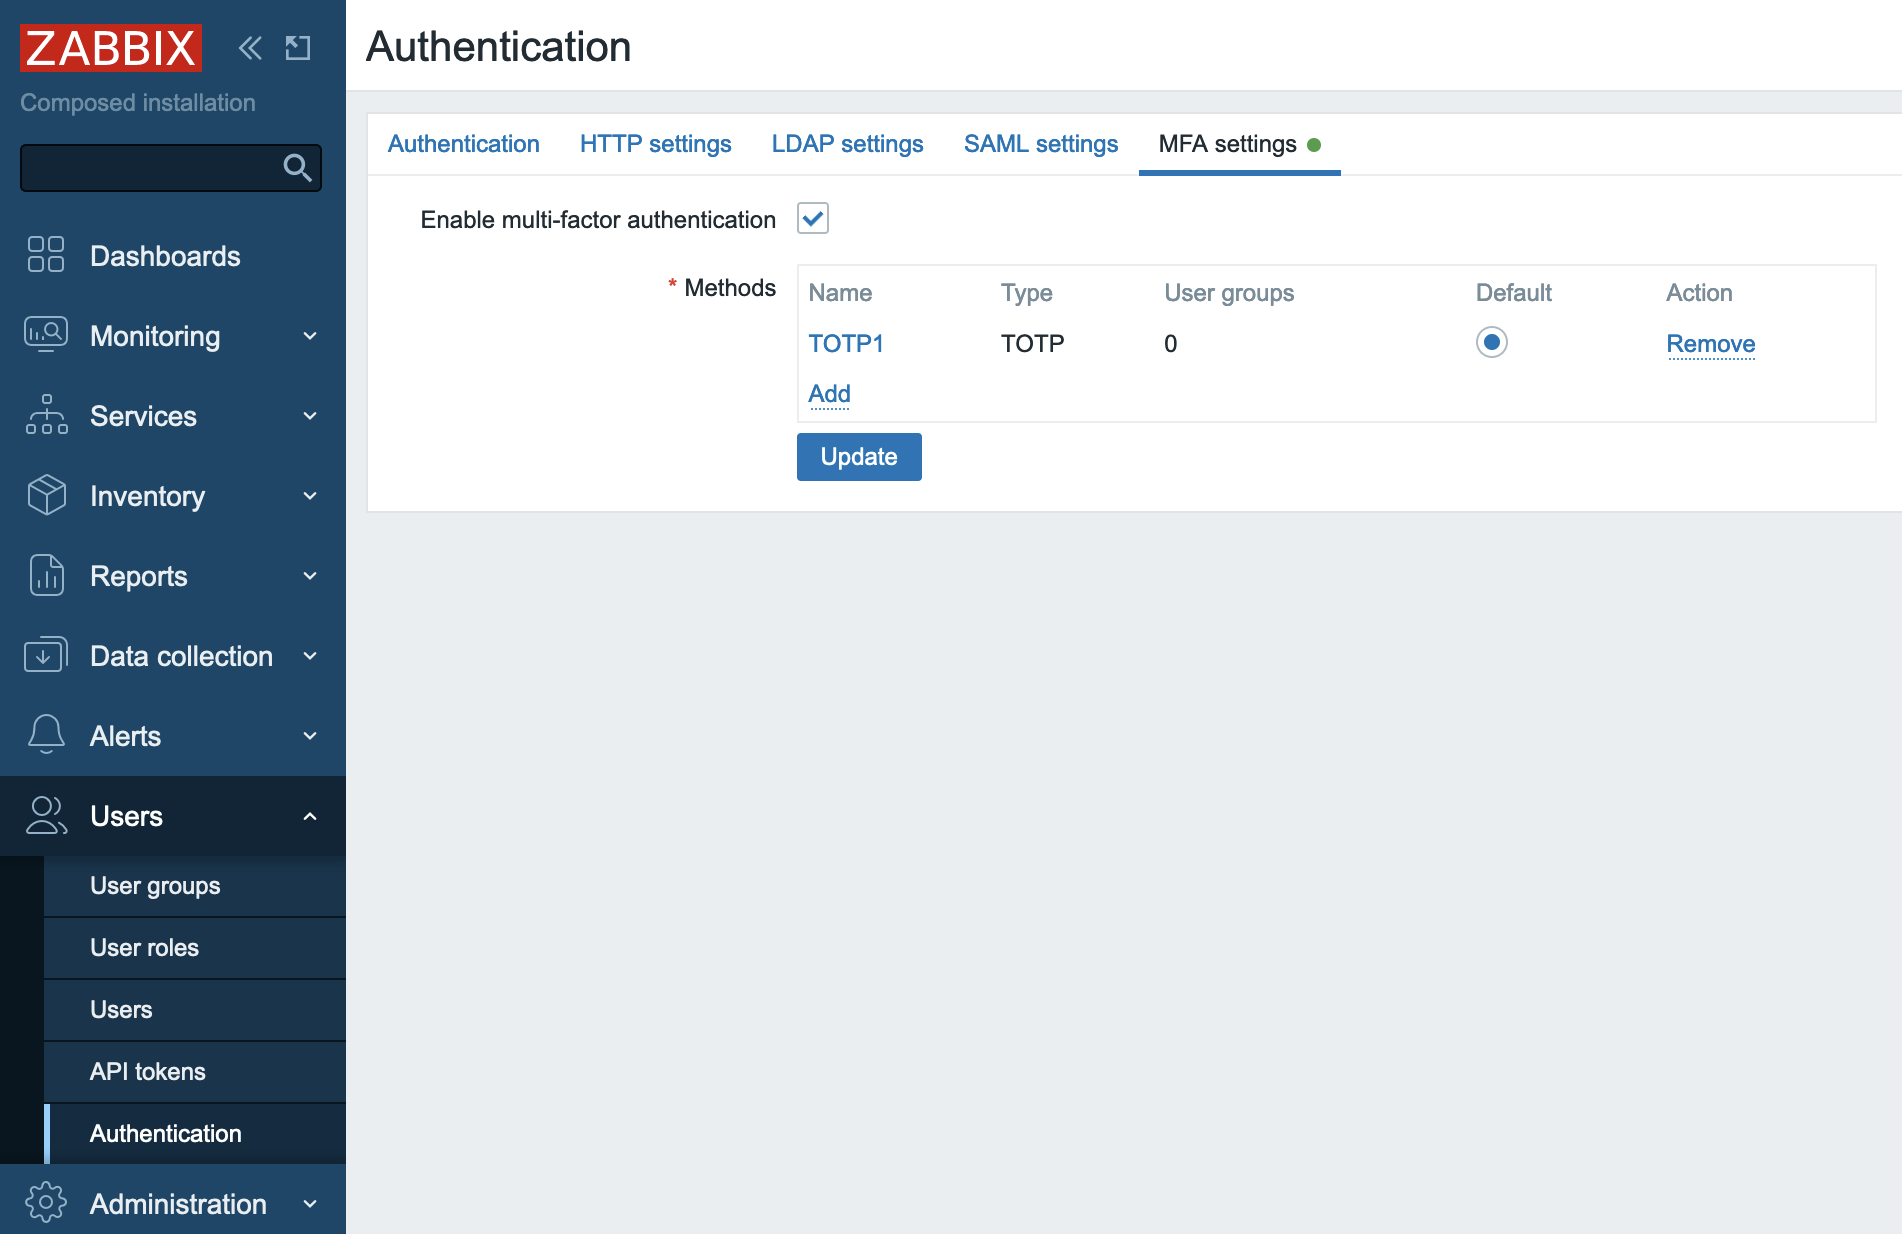 ZABBIX
Composed installation
Dashboards
Monitoring
Services
Inventory
Reports
Data collection
Alerts
Users
User groups
User roles
Users
API tokens
Authentication
Administration
Authentication
Authentication HTTP settings LDAP settings SAML settings MFA settings
Enable multi-factor authentication
* Methods
Name Type User groups Default Action
TOTP1 TOTP 0 Remove
Add
Update